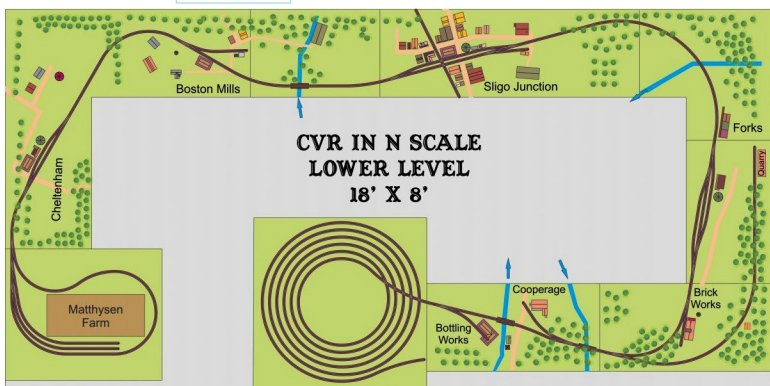 Boston Mills
Sligo Junction
Forks
CVR IN N SCALE
LOWER LEVEL
18' X 8'
Cheltenham
Quarry
Matthysen
Farm
Cooperage
Bottling
Works
Brick
Works